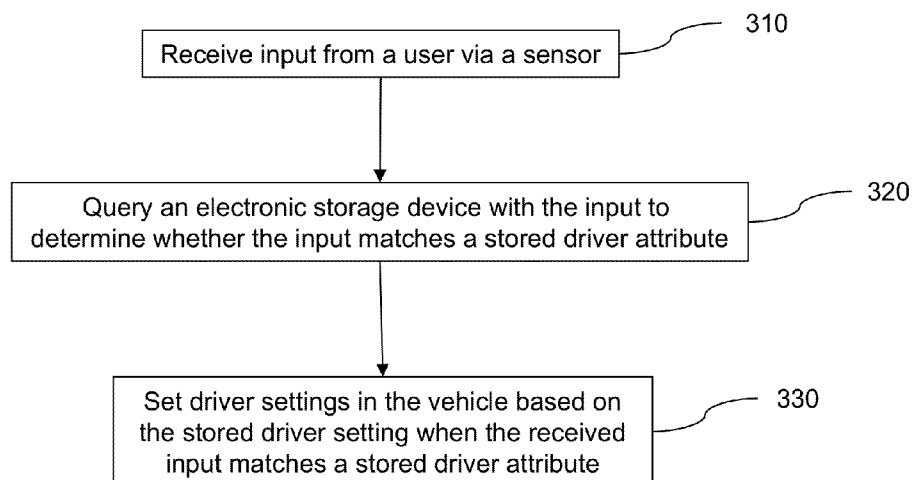 310
Receive input from a user via a sensor
320
Query an electronic storage device with the input to
determine whether the input matches a stored driver attribute
330
Set driver settings in the vehicle based on
the stored driver setting when the received
input matches a stored driver attribute